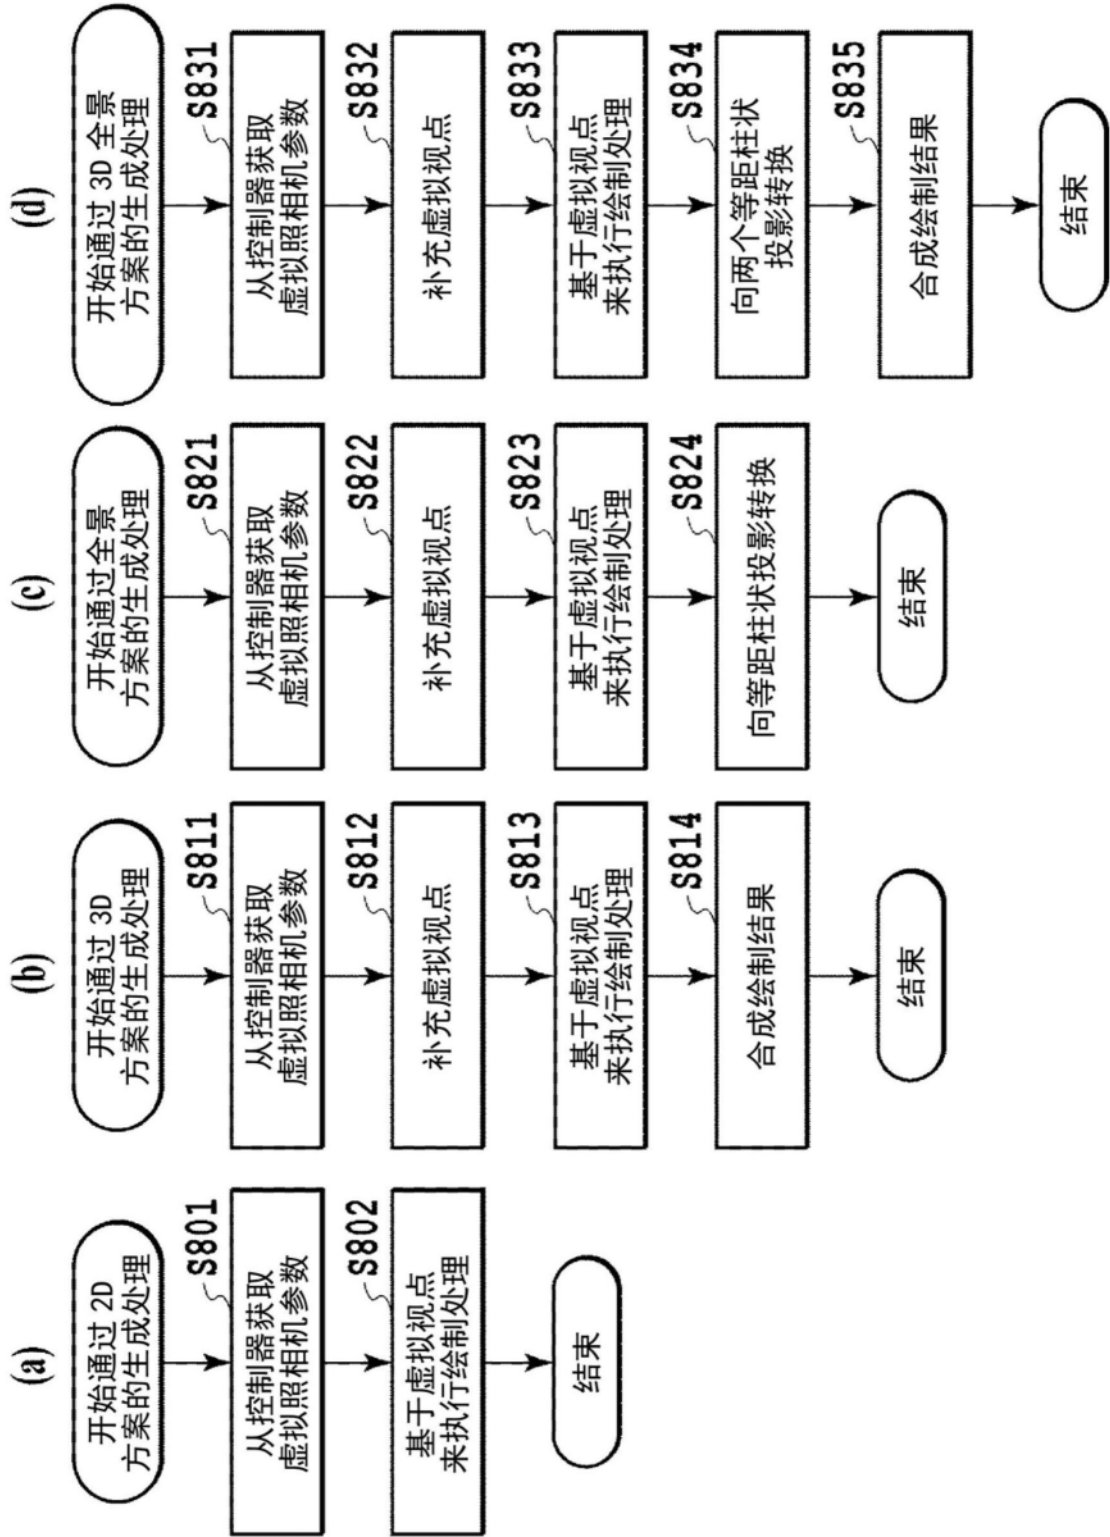 (a)
开始通过 2D
方案的生成处理
S801
从控制器获取
虚拟照相机参数
S802
基于虚拟视点
来执行绘制处理
结束
(b)
开始通过 3D
方案的生成处理
S811
从控制器获取
虚拟照相机参数
S812
补充虚拟视点
S813
基于虚拟视点
来执行绘制处理
S814
合成绘制结果
结束
(c)
开始通过全景
方案的生成处理
S821
从控制器获取
虚拟照相机参数
S822
补充虚拟视点
S823
基于虚拟视点
来执行绘制处理
S824
向等距柱状投影转换
结束
(d)
开始通过 3D 全景
方案的生成处理
S831
从控制器获取
虚拟照相机参数
S832
补充虚拟视点
S833
基于虚拟视点
来执行绘制处理
S834
向两个等距柱状
投影转换
S835
合成绘制结果
结束